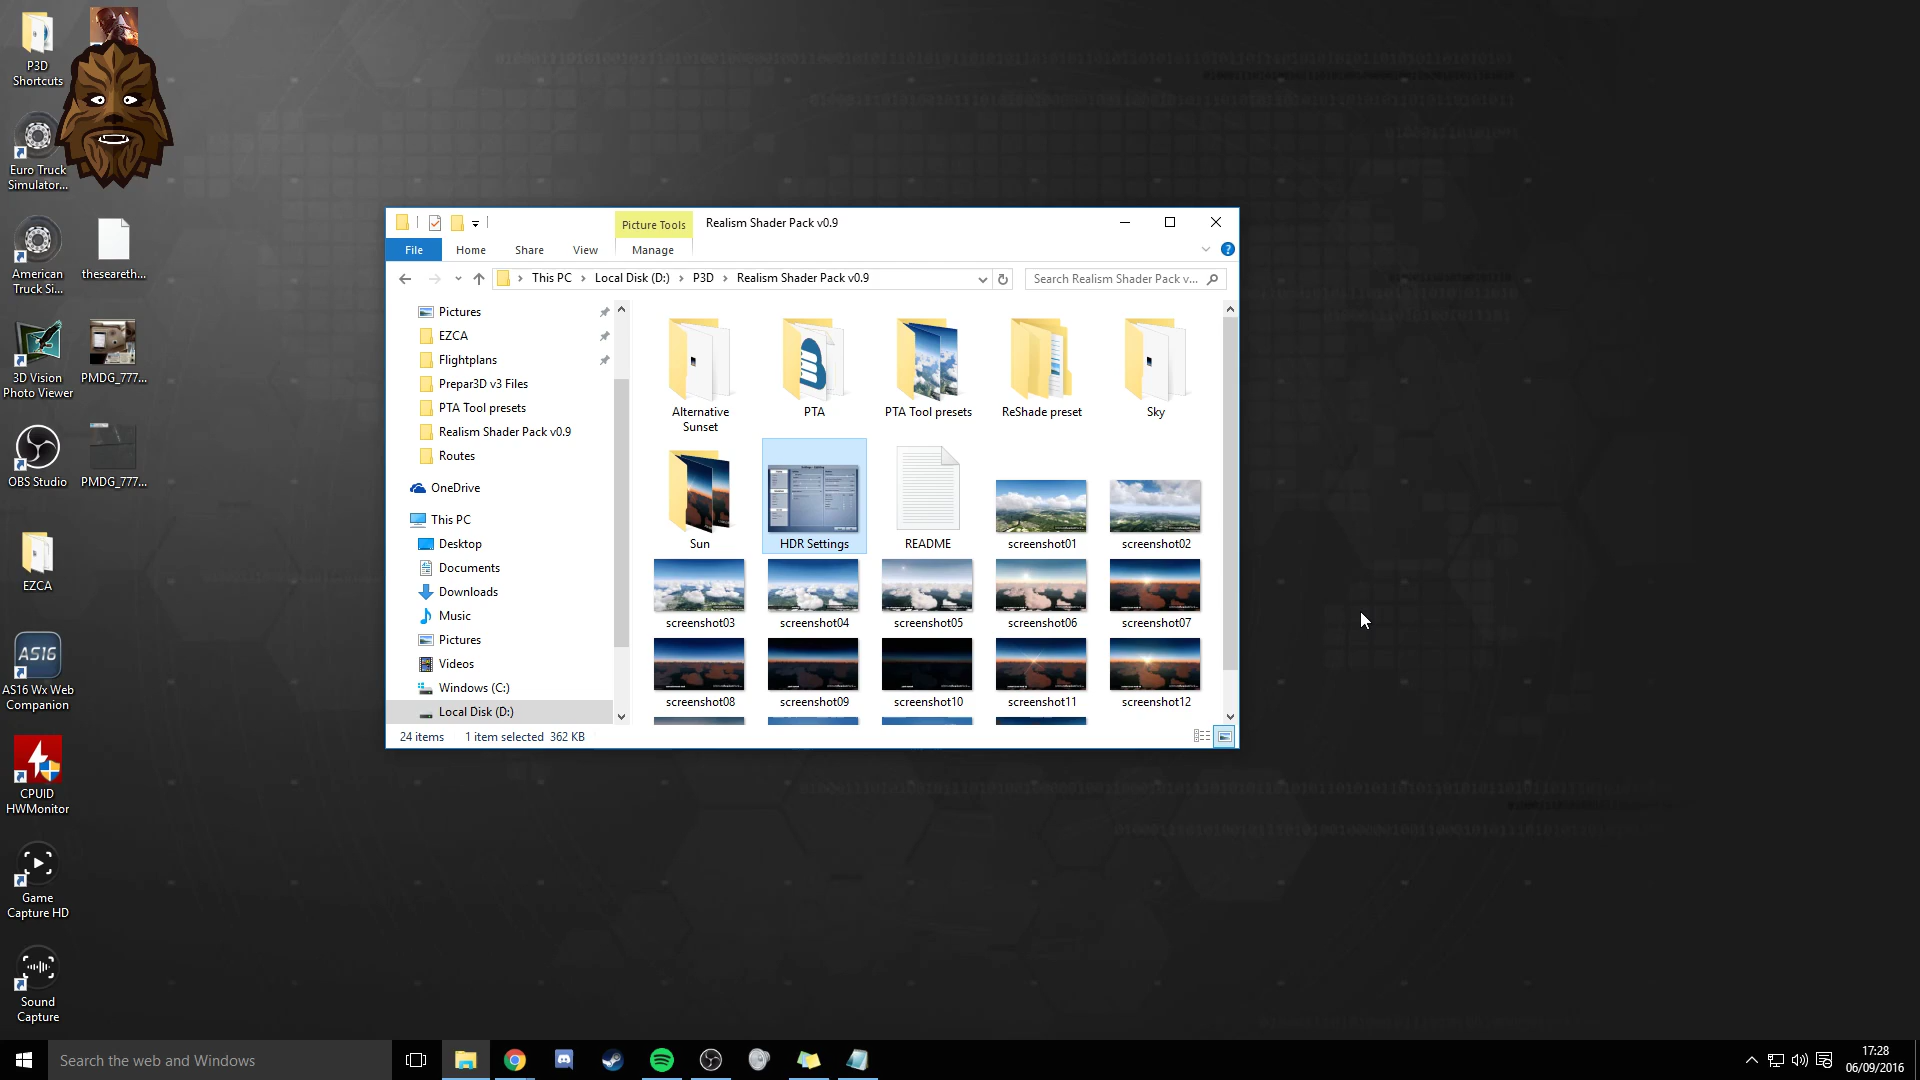 P3D
Shortcuts
Euro Truck
Simulator...
American
Truck Si...
theseareth...
3D Vision
Photo Viewer
PMDG_777...
OBS Studio
PMDG_777...
EZCA
AS16
AS16 Wx Web
Companion
CPUID
HWMonitor
Game
Capture HD
Sound
Capture
Picture Tools
Realism Shader Pack v0.9
File
Home
Share
View
Manage
This PC
Local Disk (D:)
P3D
Realism Shader Pack v0.9
Search Realism Shader Pack v...
Pictures
EZCA
Flightplans
Prepar3D v3 Files
PTA Tool presets
Realism Shader Pack v0.9
Routes
OneDrive
This PC
Desktop
Documents
Downloads
Music
Pictures
Videos
Windows (C:)
Local Disk (D:)
Alternative
Sunset
PTA
PTA Tool presets
ReShade preset
Sky
Sun
HDR Settings
README
screenshot01
screenshot02
screenshot03
screenshot04
screenshot05
screenshot06
screenshot07
screenshot08
screenshot09
screenshot10
screenshot11
screenshot12
24 items
1 item selected 362 KB
Search the web and Windows
17:28
06/09/2016